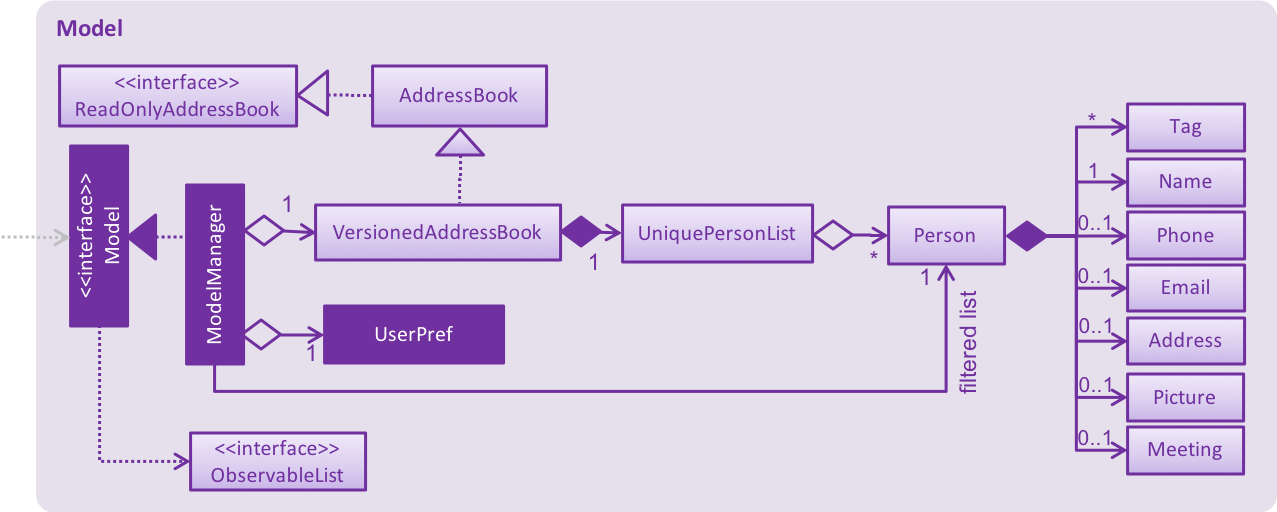 Model
<<interface>>
ReadOnlyAddressBook
AddressBook
<<interface>>
Model
ModelManager
1
VersionedAddressBook
1
UniquePersonList
*
Person
1
filtered list
1
UserPref
<<interface>>
ObservableList
*
Tag
1
Name
0..1
Phone
0..1
Email
0..1
Address
0..1
Picture
0..1
Meeting